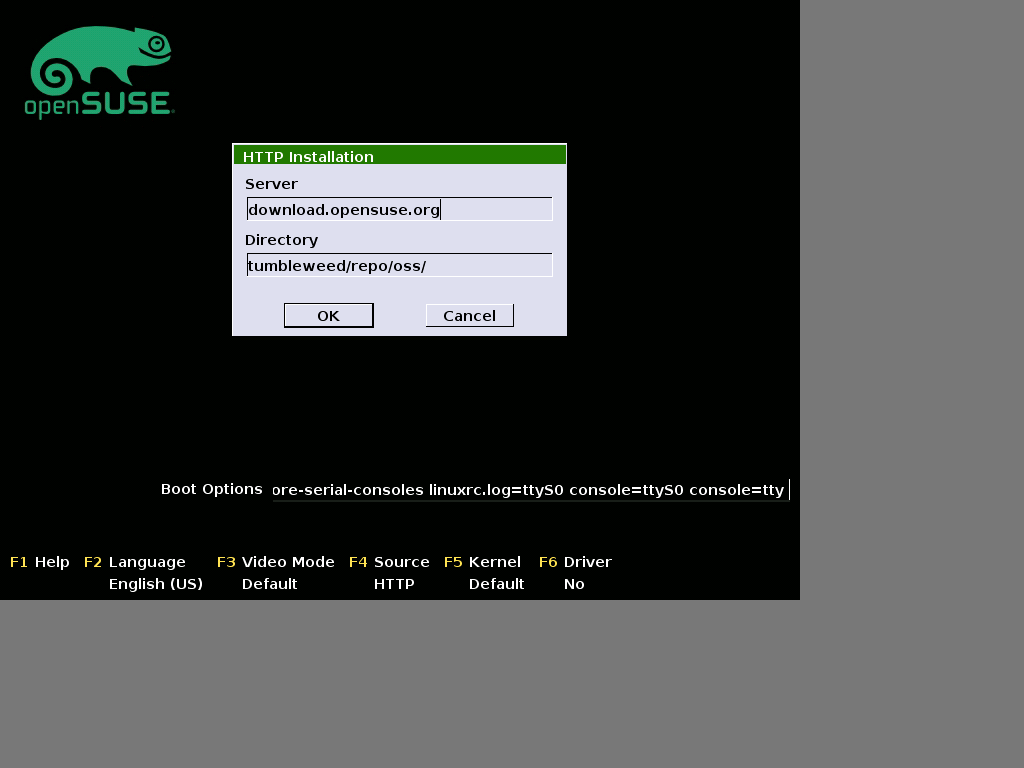 openSUSE
HTTP Installation
Server
download.opensuse.org
Directory
tumbleweed/repo/oss/
OK Cancel
Boot Options ore-serial-consoles linuxrc.log=ttyS0 console=ttyS0 console=tty
F1 Help F2 Language F3 Video Mode F4 Source F5 Kernel F6 Driver
English (US) Default HTTP Default No